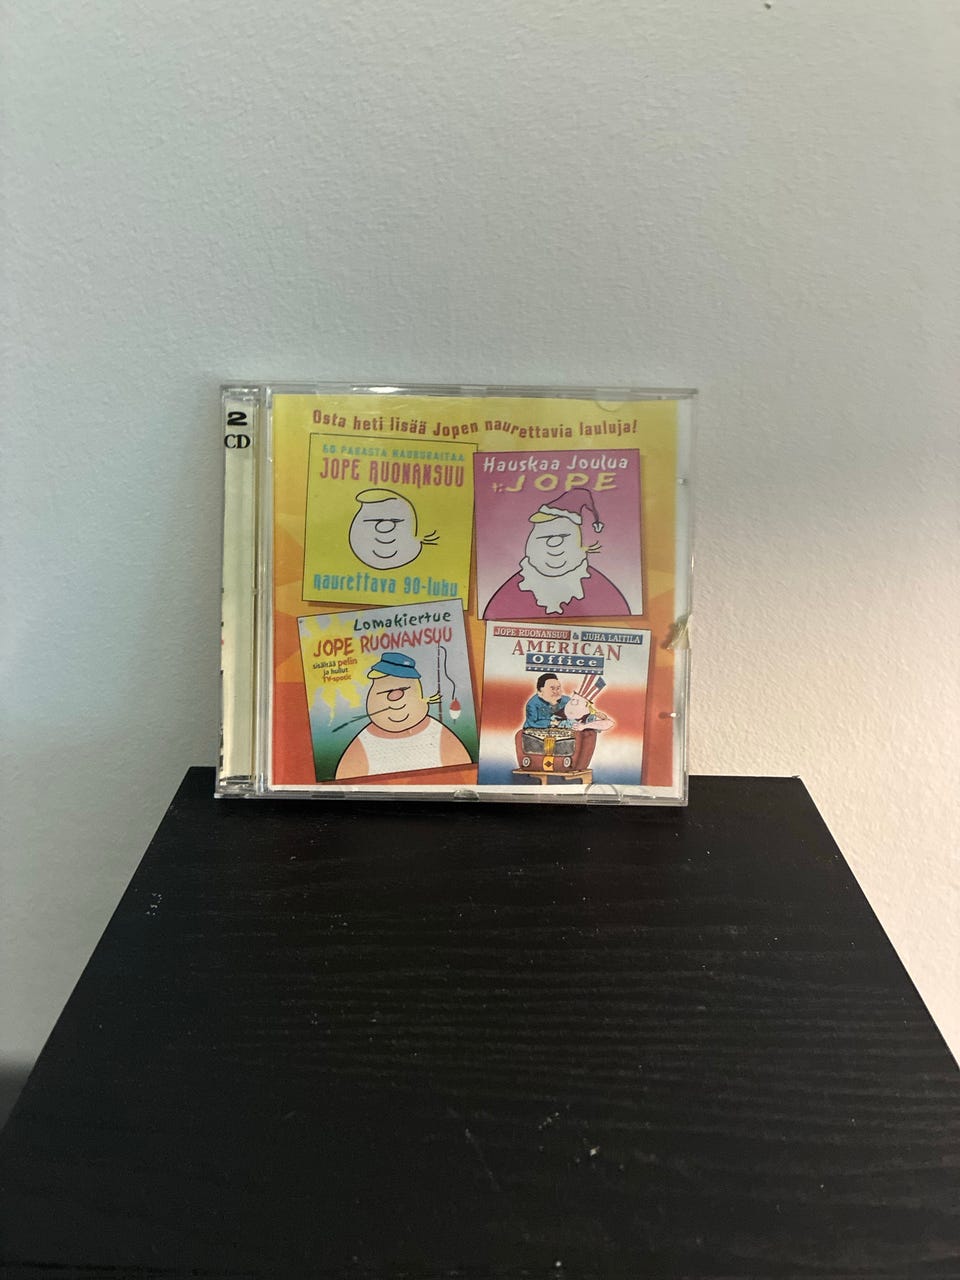 2
CD
Osta heti lisää Jopen naurettavia lauluja!
60 PARASTA NAURURAITAA
JOPE RUONANSUU
naurettava 90-luku
Hauskaa Joulua
t: JOPE
Lomakiertue
JOPE RUONANSUU
sisältää pelin
ja hullut
TV-spotit
JOPE RUONANSUU & JUHA LAITILA
AMERICAN
Office